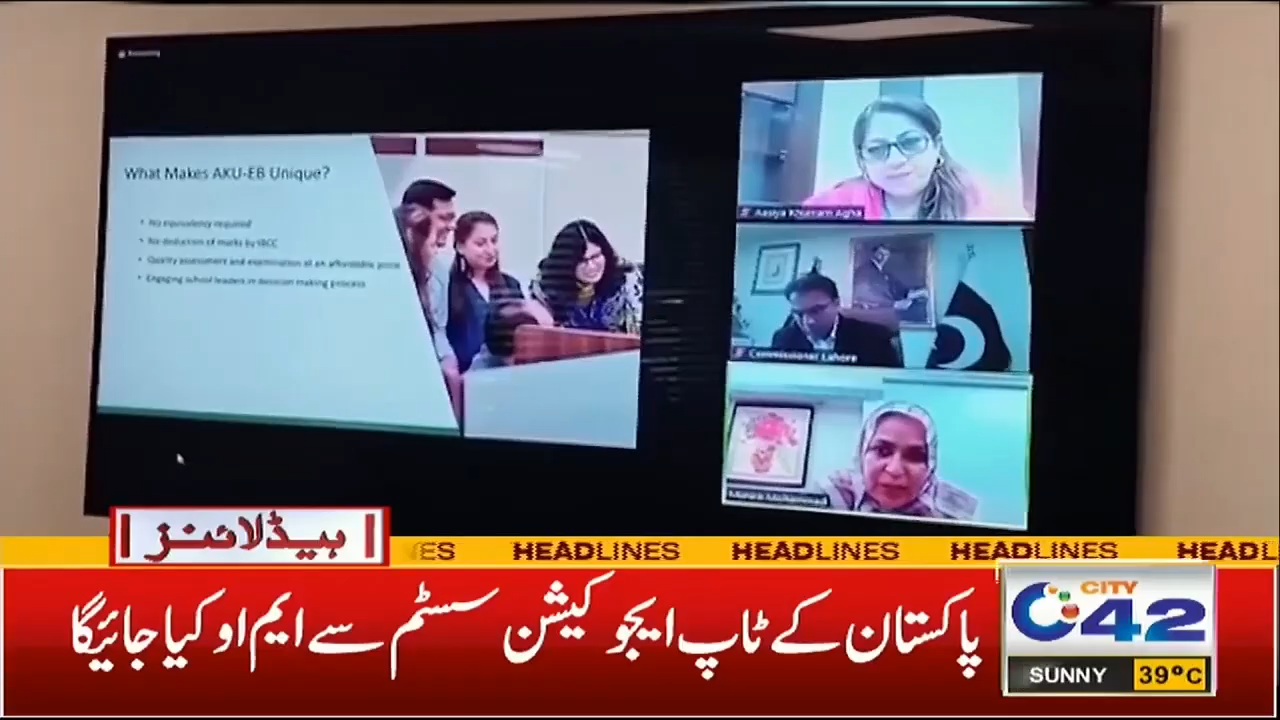 What Makes AKU-EB Unique?
• No equivalency required
• No deduction of marks by IBCC
• Quality assessment and examination at an affordable price
• Engaging school leaders in decision making process
Aasiya Khurram Agha
Commissioner Lahore
Munira Mohammad
ہیڈلائنز
HEADLINES HEADLINES HEADLINES
پاکستان کے ٹاپ ایجوکیشن سسٹم سے ایم او کیا جائیگا
CITY
42
SUNNY 39°C